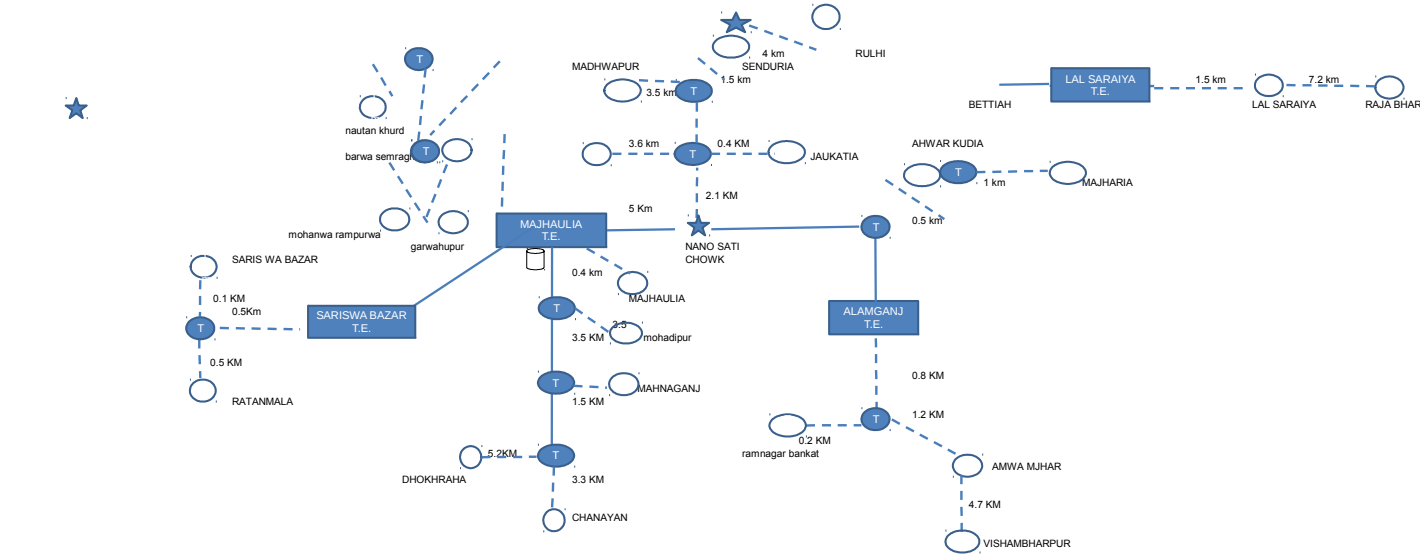 RULHI
4 km
SENDURIA
1.5 km
MADHWAPUR
3.5 km
T
T
LAL SARAIYA
T.E.
BETTIAH
1.5 km
LAL SARAIYA
7.2 km
RAJA BHAR
nautan khurd
barwa semragh
T
T
3.6 km
0.4 KM
JAUKATIA
AHWAR KUDIA
T
1 km
MAJHARIA
0.5 km
2.1 KM
mohanwa rampurwa
garwahupur
MAJHAULIA
T.E.
5 Km
NANO SATI
CHOWK
T
SARIS WA BAZAR
0.1 KM
0.5Km
T
0.5 KM
RATANMALA
SARISWA BAZAR
T.E.
0.4 km
MAJHAULIA
T
3.5
3.5 KM
mohadipur
ALAMGANJ
T.E.
T
MAHNAGANJ
1.5 KM
0.8 KM
T
1.2 KM
0.2 KM
ramnagar bankat
5.2KM
T
DHOKHRAHA
3.3 KM
CHANAYAN
AMWA MJHAR
4.7 KM
VISHAMBHARPUR